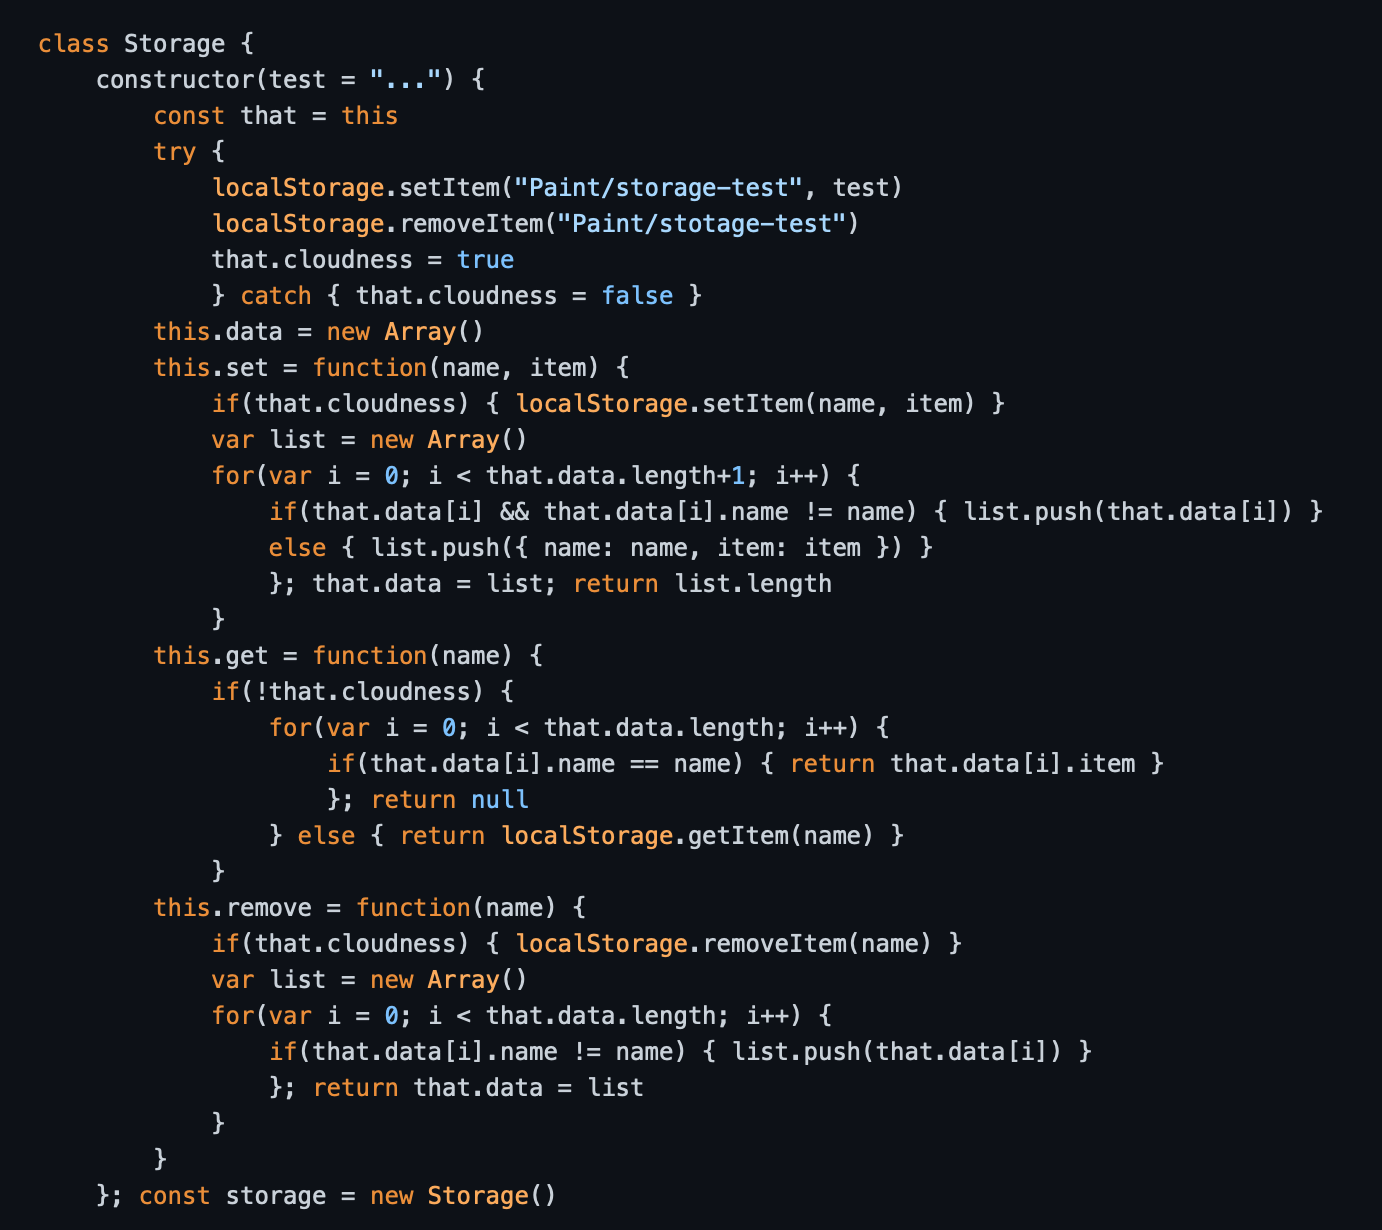 class Storage {
    constructor(test = "...") {
        const that = this
        try {
            localStorage.setItem("Paint/storage-test", test)
            localStorage.removeItem("Paint/stotage-test")
            that.cloudness = true
            } catch { that.cloudness = false }
        this.data = new Array()
        this.set = function(name, item) {
            if(that.cloudness) { localStorage.setItem(name, item) }
            var list = new Array()
            for(var i = 0; i < that.data.length+1; i++) {
                if(that.data[i] && that.data[i].name != name) { list.push(that.data[i]) }
                else { list.push({ name: name, item: item }) }
                }; that.data = list; return list.length
            }
        this.get = function(name) {
            if(!that.cloudness) {
                for(var i = 0; i < that.data.length; i++) {
                    if(that.data[i].name == name) { return that.data[i].item }
                    }; return null
                } else { return localStorage.getItem(name) }
            }
        this.remove = function(name) {
            if(that.cloudness) { localStorage.removeItem(name) }
            var list = new Array()
            for(var i = 0; i < that.data.length; i++) {
                if(that.data[i].name != name) { list.push(that.data[i]) }
                }; return that.data = list
            }
        }
    }; const storage = new Storage()